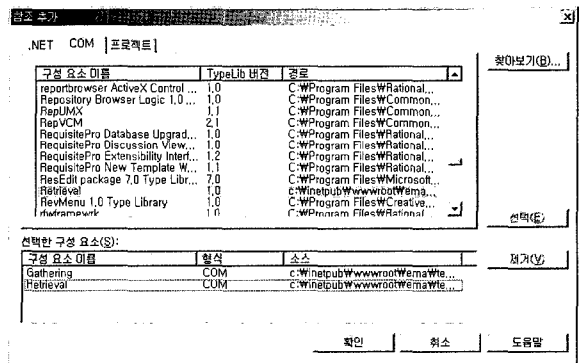 참조 추가
.NET COM 프로젝트
찾아보기(B)...
구성 요소 이름 TypeLib 버전 경로
reportbrowser ActiveX Control ... 1.0 C:₩Program Files₩Rational...
Repository Browser Logic 1.0 ... 1.0 C:₩Program Files₩Common...
RepUMX 1.1 C:₩Program Files₩Common...
RepVCM 2.1 C:₩Program Files₩Common...
RequisitePro Database Upgrad... 1.0 C:₩Program Files₩Rational...
RequisitePro Discussion View... 1.0 C:₩Program Files₩Rational...
RequisitePro Extensibility Interf... 1.2 C:₩Program Files₩Rational...
RequisitePro New Template W... 1.1 C:₩Program Files₩Rational...
ResEdit package 7.0 Type Libr... 7.0 C:₩Program Files₩Microsoft...
Retrieval 1.0 c:₩inetpub₩wwwroot₩ema...
RevMenu 1.0 Type Library 1.0 C:₩Program Files₩Creative...
1.0 C:₩Program Files₩Rational
선택(E)
선택한 구성 요소(S):
구성 요소 이름 형식 소스
제거(V)
Gathering COM c:₩inetpub₩wwwroot₩ema₩te...
Retrieval COM c:₩inetpub₩wwwroot₩ema₩te...
확인 취소 도움말